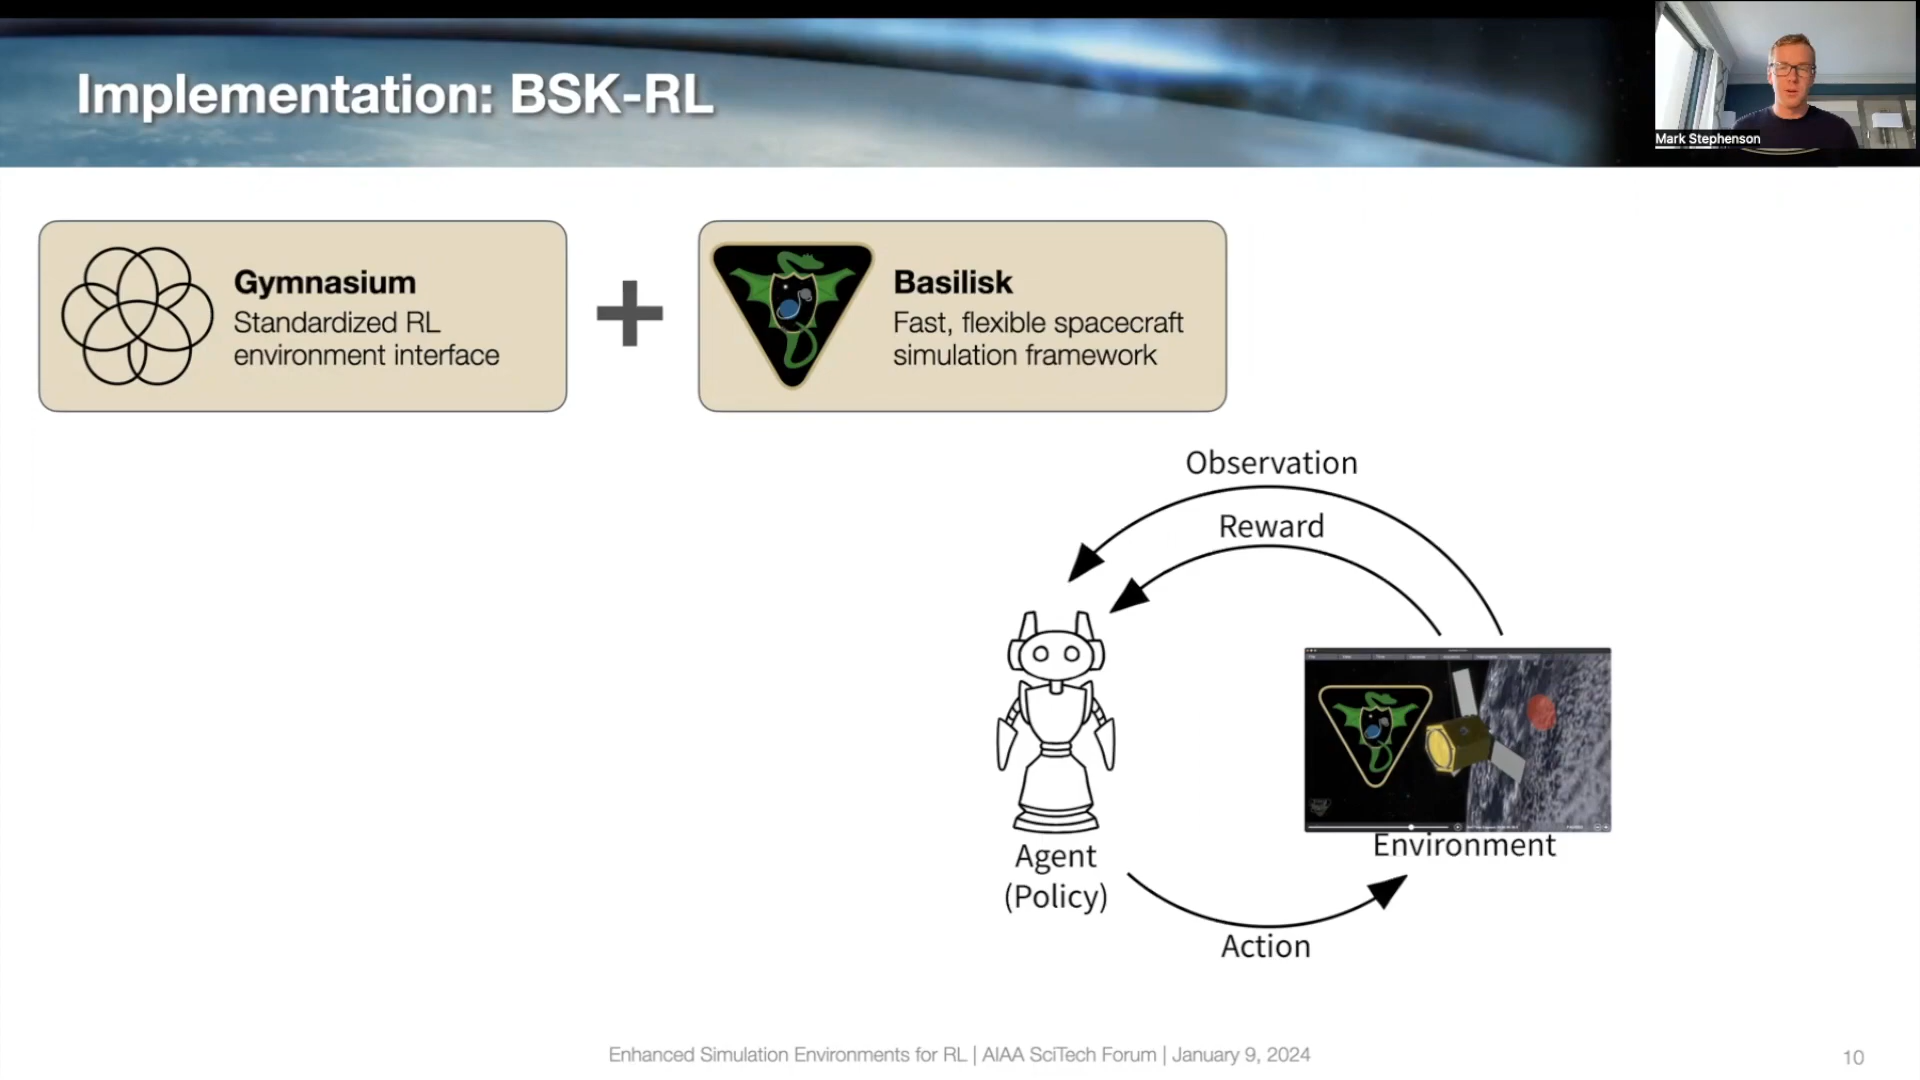 Implementation: BSK-RL
Mark Stephenson
Gymnasium
Standardized RL
environment interface
Basilisk
Fast, flexible spacecraft
simulation framework
Observation
Reward
Agent
(Policy)
Environment
Action
Enhanced Simulation Environments for RL | AIAA SciTech Forum | January 9, 2024
10